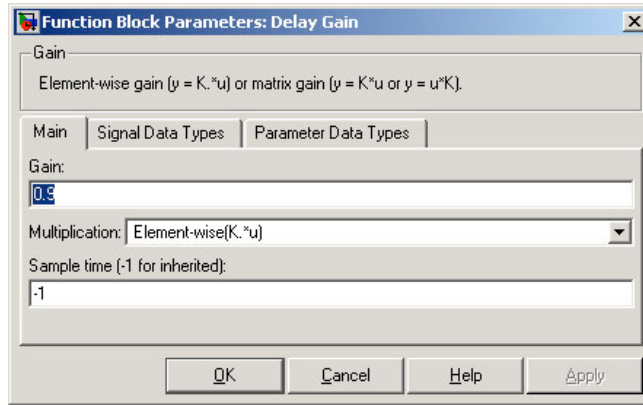 Function Block Parameters: Delay Gain
Gain
Element-wise gain (y = K.*u) or matrix gain (y = K*u or y = u*K).
Main Signal Data Types Parameter Data Types
Gain:
0.9
Multiplication: Element-wise(K.*u)
Sample time (-1 for inherited):
-1
OK Cancel Help Apply